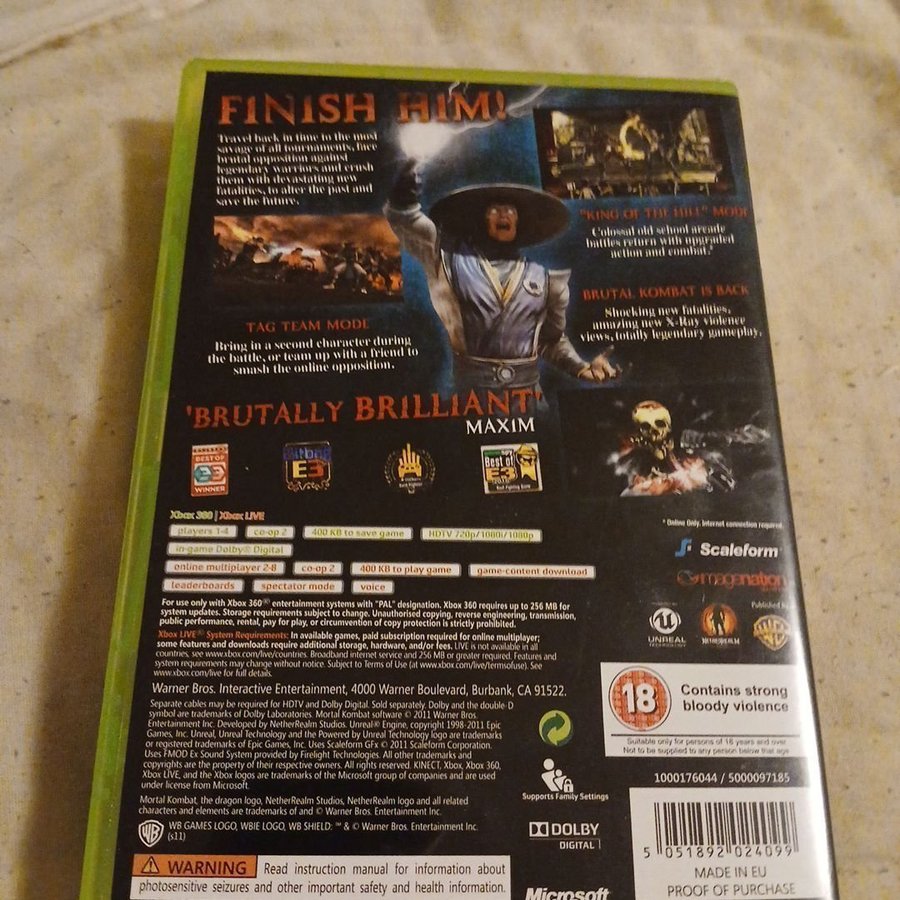 FINISH HIM!
Travel back in time to the most
savage of all tournaments, face
brutal opposition against
legendary warriors and crush
them with devastating new
fatalities, to alter the past and
save the future.
"KING OF THE HILL" MODE
Colossal old school arcade
battles return with upgraded
action and combat.*
TAG TEAM MODE
Bring in a second character during
the battle, or team up with a friend to
smash the online opposition.
BRUTAL KOMBAT IS BACK
Shocking new fatalities,
amazing new X-Ray violence
views, totally legendary gameplay.
'BRUTALLY BRILLIANT'
MAXIM
BEST OF
E3
WINNER
E3
Best of
E3
* Online Only. Internet connection required
Xbox 360 | Xbox LIVE
players 1-4 co-op 2 400 KB to save game HDTV 720p/1080i/1080p
in-game Dolby® Digital
online multiplayer 2-8 co-op 2 400 KB to play game game-content download
leaderboards spectator mode voice
Scaleform
imagenation
For use only with Xbox 360® entertainment systems with "PAL" designation. Xbox 360 requires up to 256 MB for
system updates. Storage requirements subject to change. Unauthorised copying, reverse engineering, transmission,
public performance, rental, pay for play, or circumvention of copy protection is strictly prohibited.
Xbox LIVE® System Requirements: In available games, paid subscription required for online multiplayer;
some features and downloads require additional storage, hardware, and/or fees. LIVE is not available in all
countries, see www.xbox.com/live/countries. Broadband internet service and 256 MB or greater required. Features and
system requirements may change without notice. Subject to Terms of Use (at www.xbox.com/live/termsofuse). See
www.xbox.com/live for full details.
Published by
UNREAL
TECHNOLOGY
Warner Bros. Interactive Entertainment, 4000 Warner Boulevard, Burbank, CA 91522.
Separate cables may be required for HDTV and Dolby Digital. Sold separately. Dolby and the double-D
symbol are trademarks of Dolby Laboratories. Mortal Kombat software © 2011 Warner Bros.
Entertainment Inc. Developed by NetherRealm Studios. Unreal® Engine, copyright 1998-2011 Epic
Games, Inc. Unreal, Unreal Technology and the Powered by Unreal Technology logo are trademarks
or registered trademarks of Epic Games, Inc. Uses Scaleform GFx © 2011 Scaleform Corporation.
Uses FMOD Ex Sound System provided by Firelight Technologies. All other trademarks and
copyrights are the property of their respective owners. All rights reserved. KINECT, Xbox, Xbox 360,
Xbox LIVE, and the Xbox logos are trademarks of the Microsoft group of companies and are used
under license from Microsoft.
Mortal Kombat, the dragon logo, NetherRealm Studios, NetherRealm logo and all related
characters and elements are trademarks of and © Warner Bros. Entertainment Inc.
WB GAMES LOGO, WBIE LOGO, WB SHIELD: ™ & © Warner Bros. Entertainment Inc.
(s11)
18
Contains strong
bloody violence
Suitable only for persons of 18 years and over
Not to be supplied to any person below that age
1000176044 / 5000097185
Supports Family Settings
DOLBY
DIGITAL
5 051892 024099
MADE IN EU
PROOF OF PURCHASE
WARNING Read instruction manual for information about
photosensitive seizures and other important safety and health information.
Microsoft